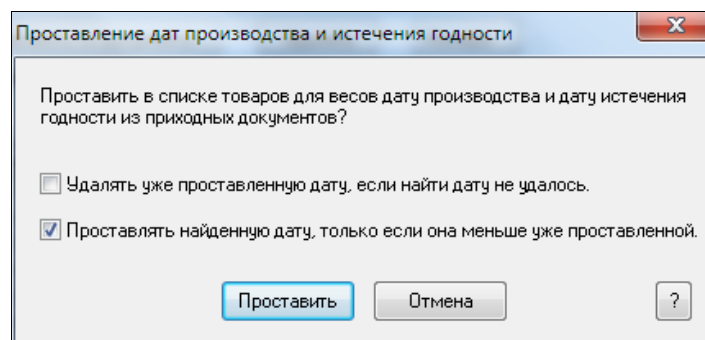 Проставление дат производства и истечения годности
Проставить в списке товаров для весов дату производства и дату истечения
годности из приходных документов?
Удалять уже проставленную дату, если найти дату не удалось.
Проставлять найденную дату, только если она меньше уже проставленной.
Проставить Отмена ?